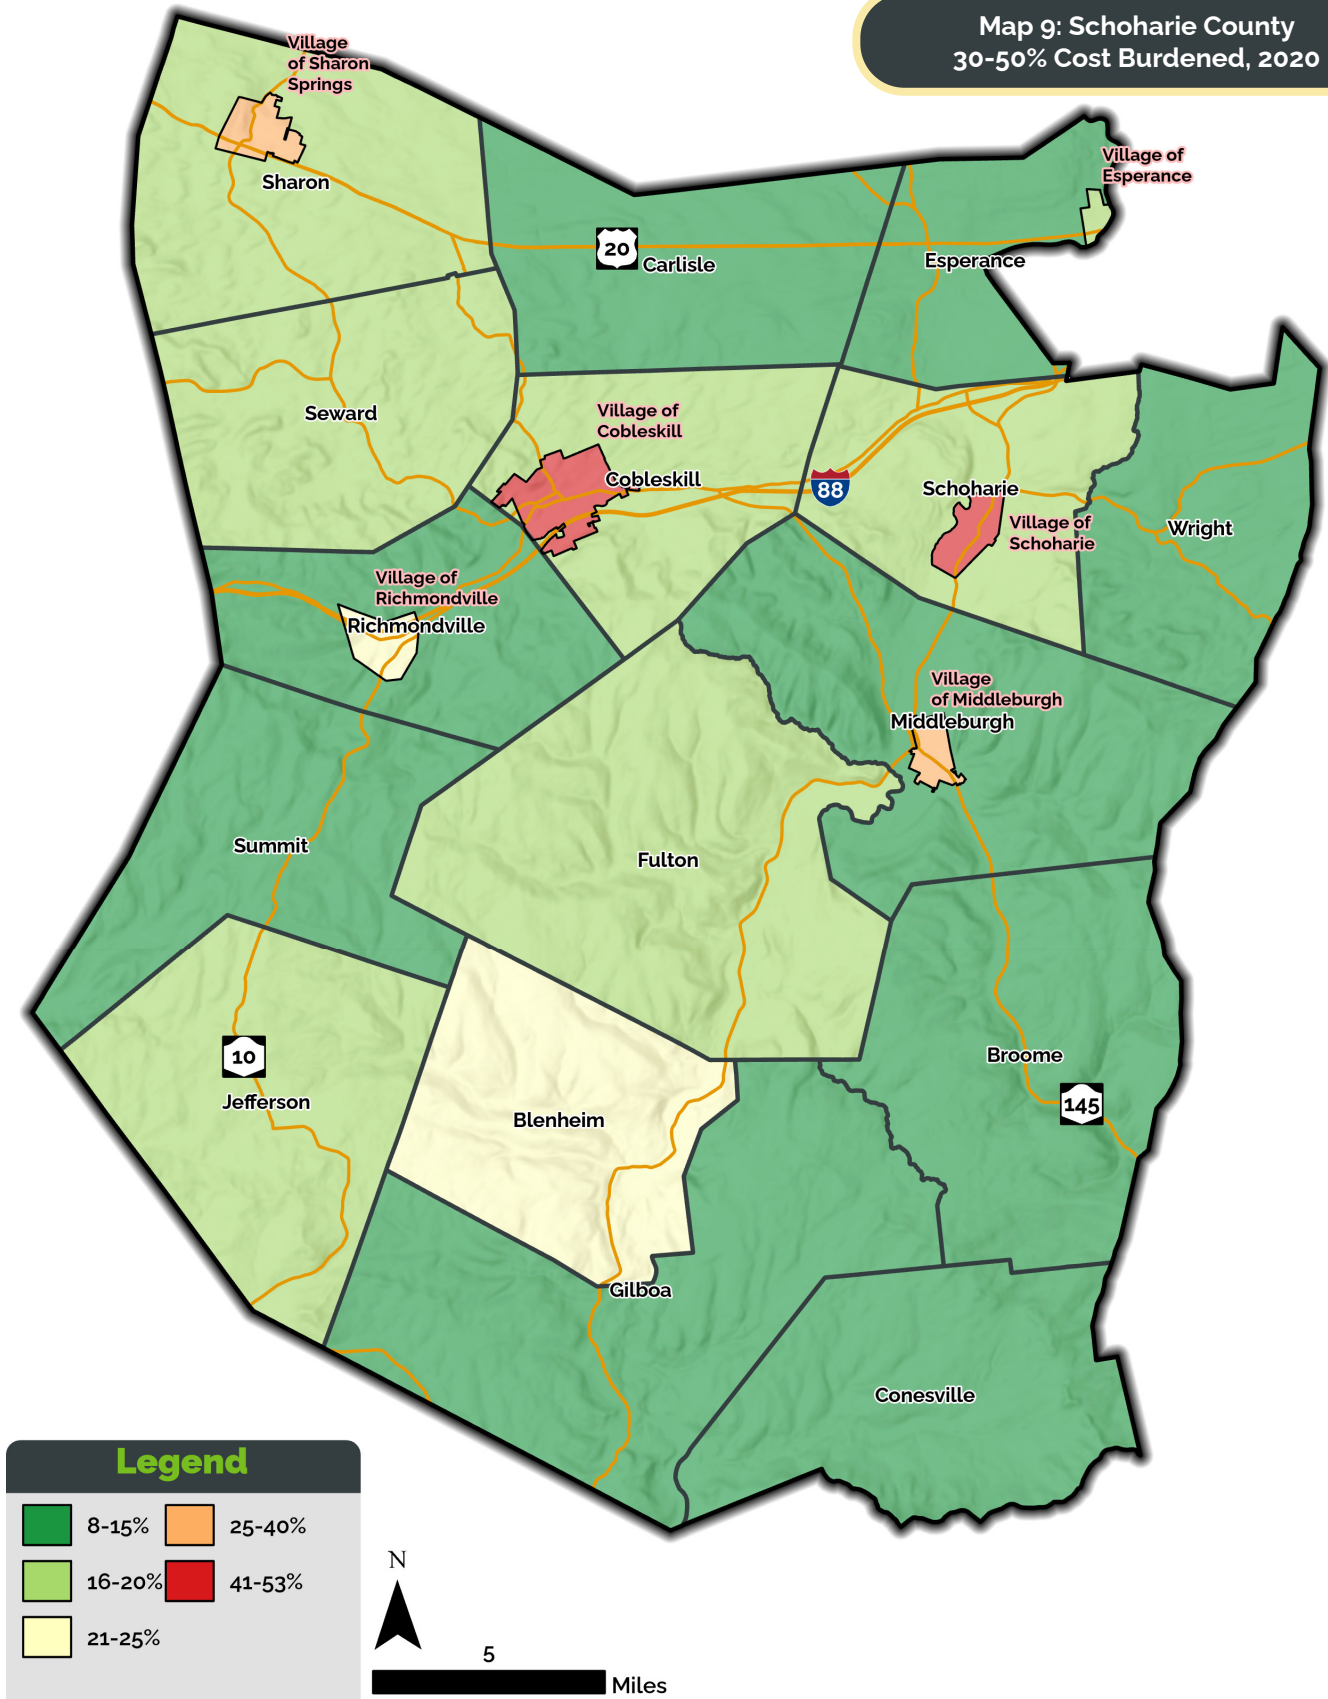 Map 9: Schoharie County
30-50% Cost Burdened, 2020
Village
of Sharon
Springs
Sharon
Village of
Esperance
20
Carlisle
Esperance
Seward
Village of
Cobleskill
Cobleskill
88
Schoharie
Village of
Schoharie
Wright
Village of
Richmondville
Richmondville
Village
of Middleburgh
Middleburgh
Summit
Fulton
10
Jefferson
Broome
145
Blenheim
Gilboa
Conesville
Legend
8-15%
25-40%
16-20%
41-53%
21-25%
N
5
Miles